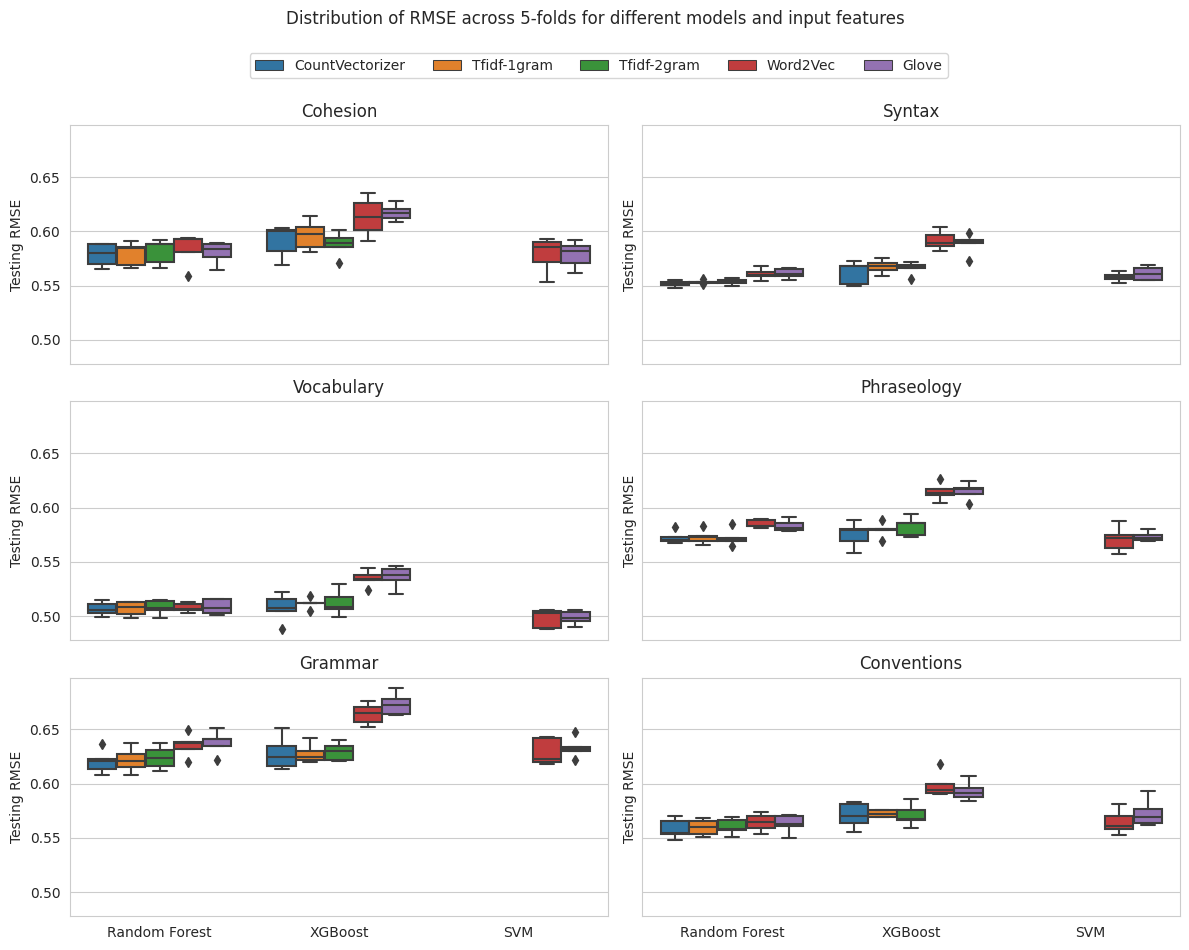 Distribution of RMSE across 5-folds for different models and input features
CountVectorizer Tfidf-1gram Tfidf-2gram Word2Vec Glove
Cohesion Syntax
0.65
0.60
0.55
0.50
Testing RMSE Testing RMSE
Vocabulary Phraseology
0.65
0.60
0.55
0.50
Testing RMSE Testing RMSE
Grammar Conventions
0.65
0.60
0.55
0.50
Testing RMSE Testing RMSE
Random Forest XGBoost SVM Random Forest XGBoost SVM